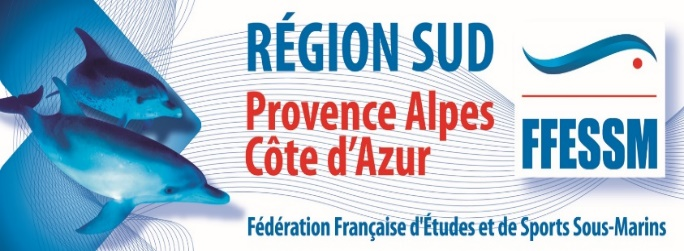 RÉGION SUD
Provence Alpes
Côte d'Azur
FFESSM
Fédération Française d'Études et de Sports Sous-Marins